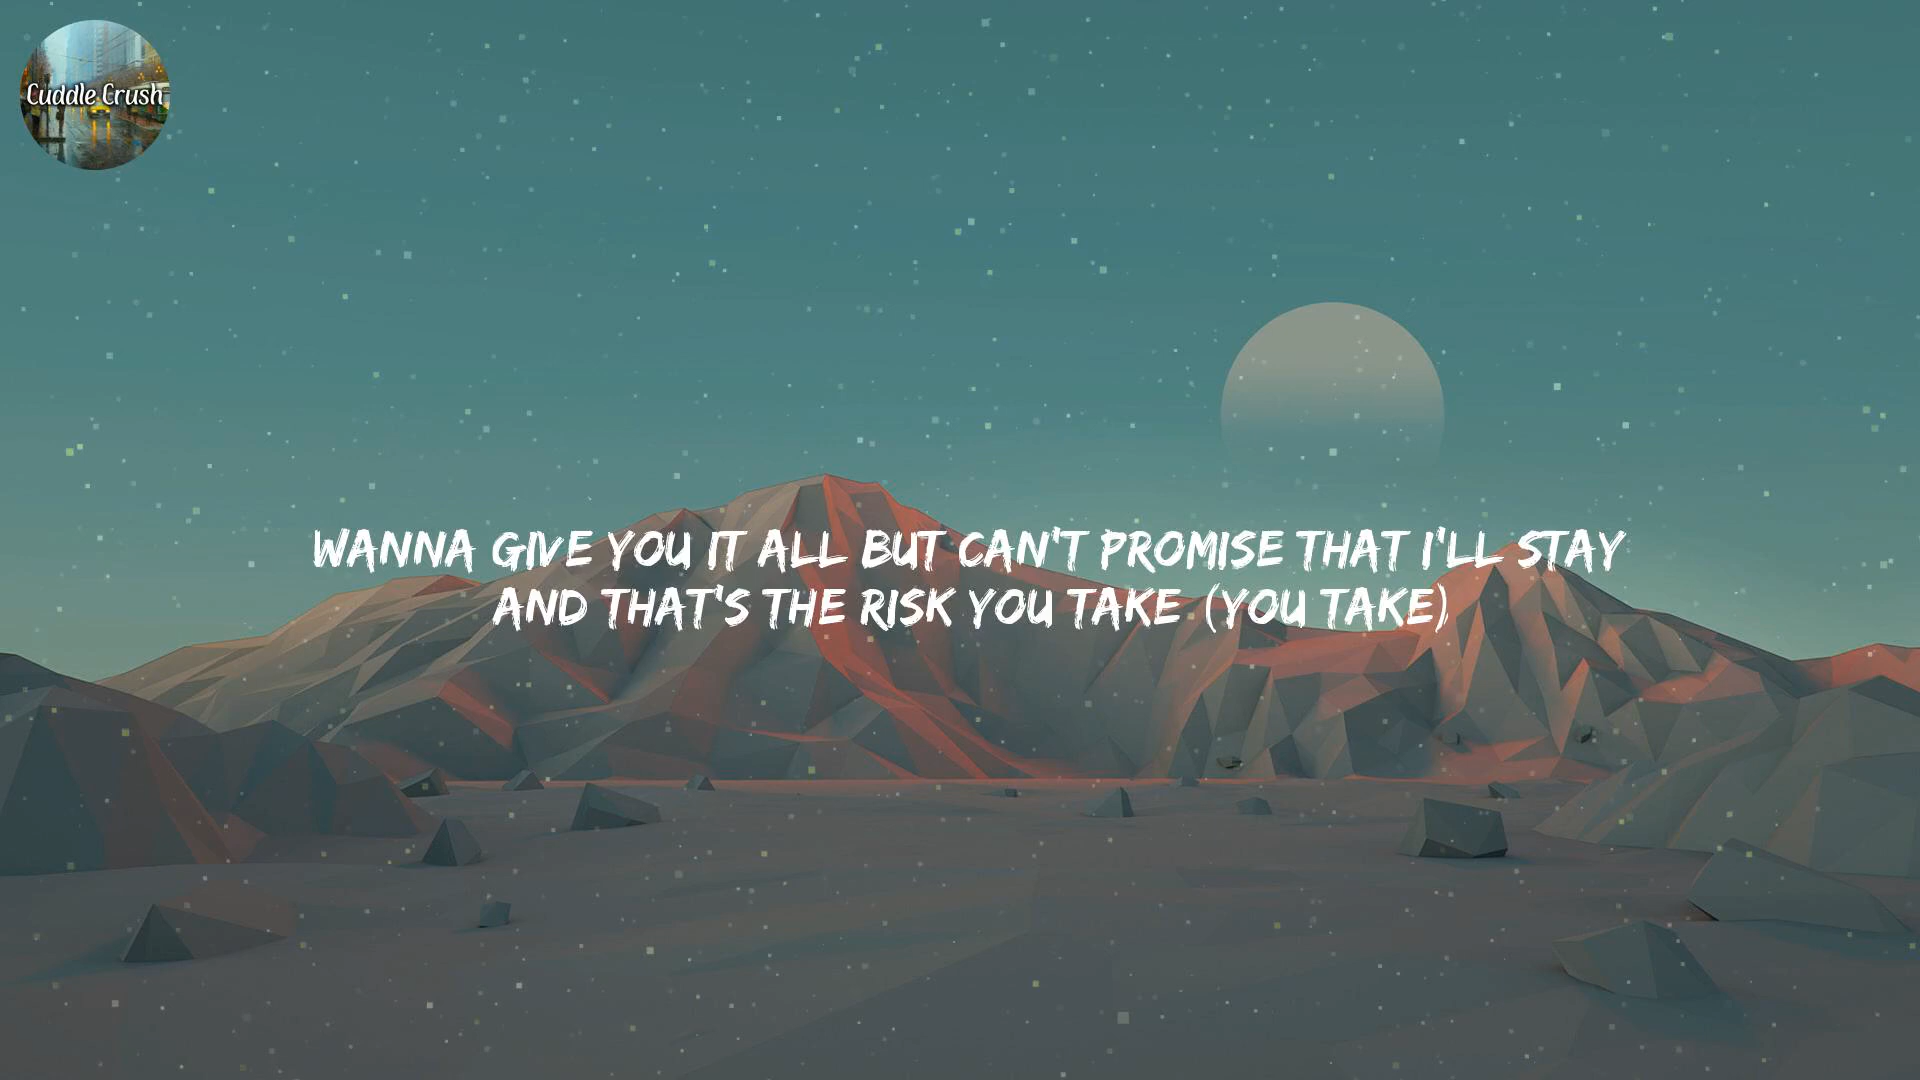 Cuddle Crush
WANNA GIVE YOU IT ALL BUT CAN'T PROMISE THAT I'LL STAY
AND THAT'S THE RISK YOU TAKE (YOU TAKE)